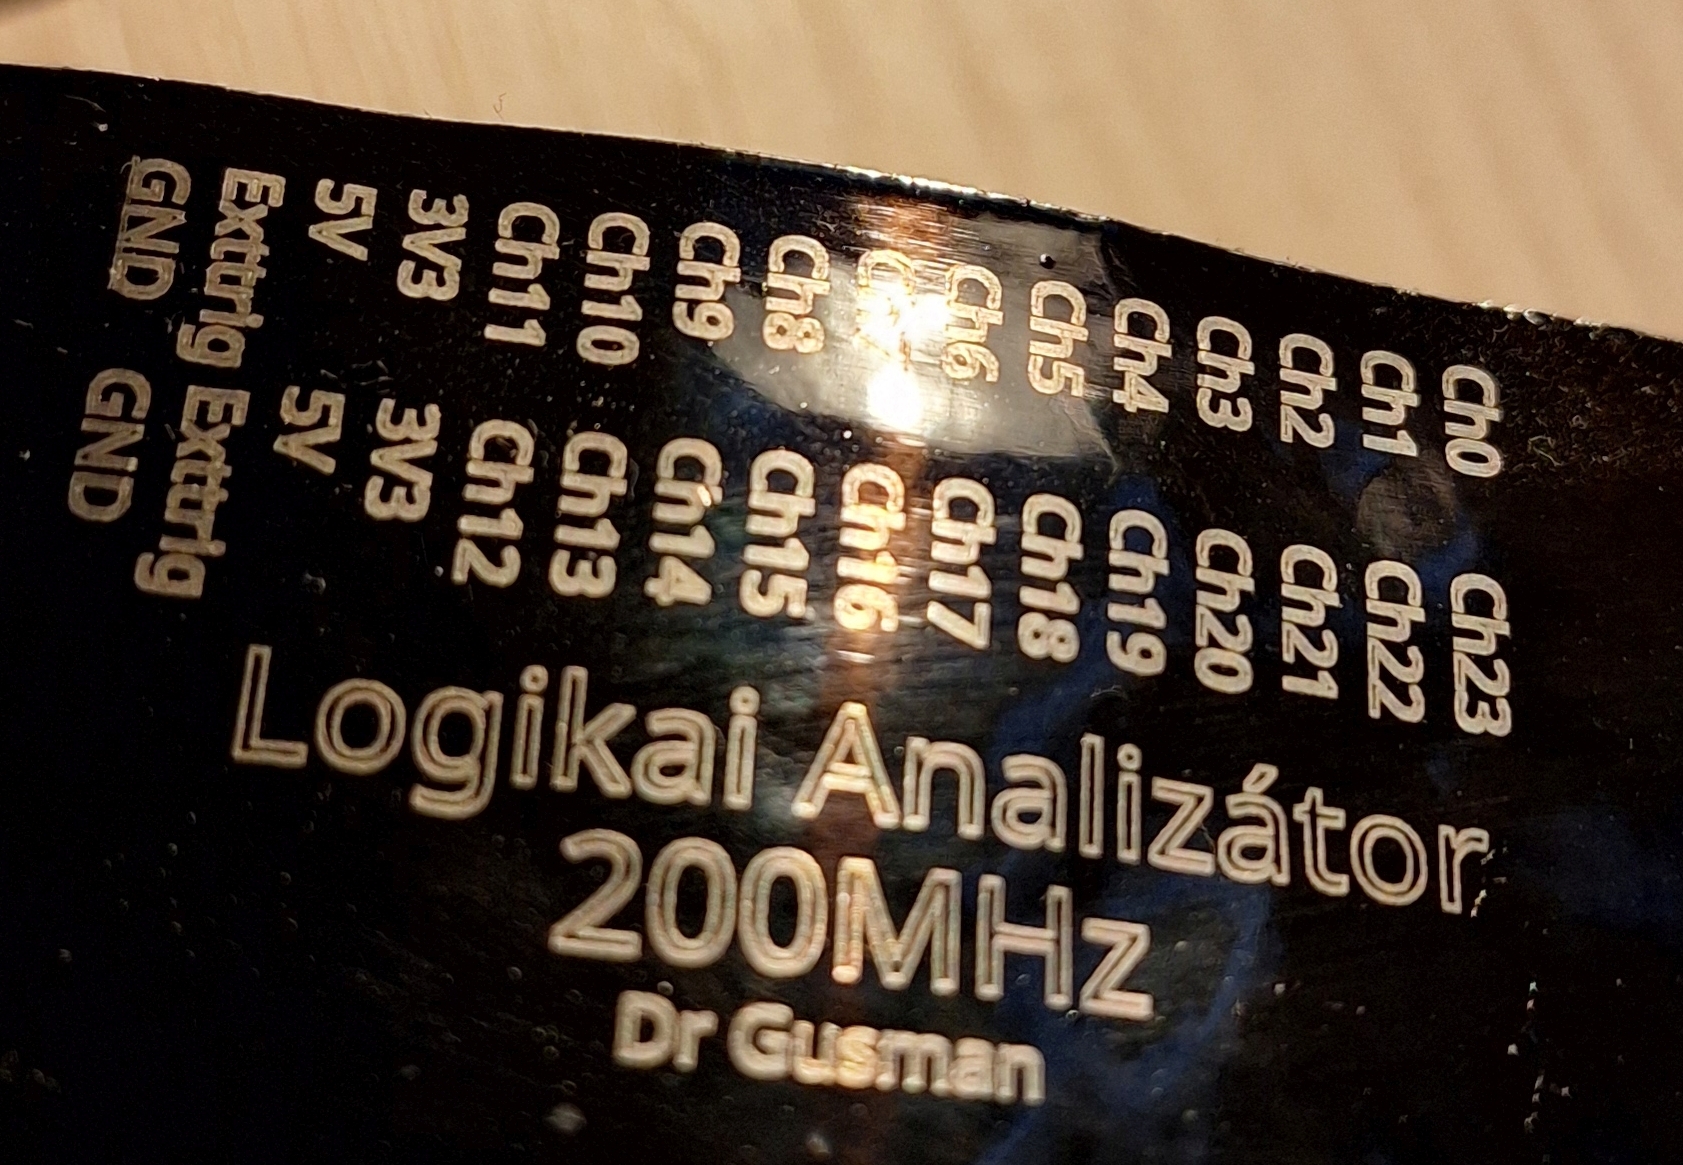 GND Exttrig 5V 3V3 Ch11 Ch10 Ch9 Ch8 Ch7 Ch6 Ch5 Ch4 Ch3 Ch2 Ch1 Ch0
GND Exttrig 5V 3V3 Ch12 Ch13 Ch14 Ch15 Ch16 Ch17 Ch18 Ch19 Ch20 Ch21 Ch22 Ch23
Logikai Analizátor
200MHz
Dr Gusman